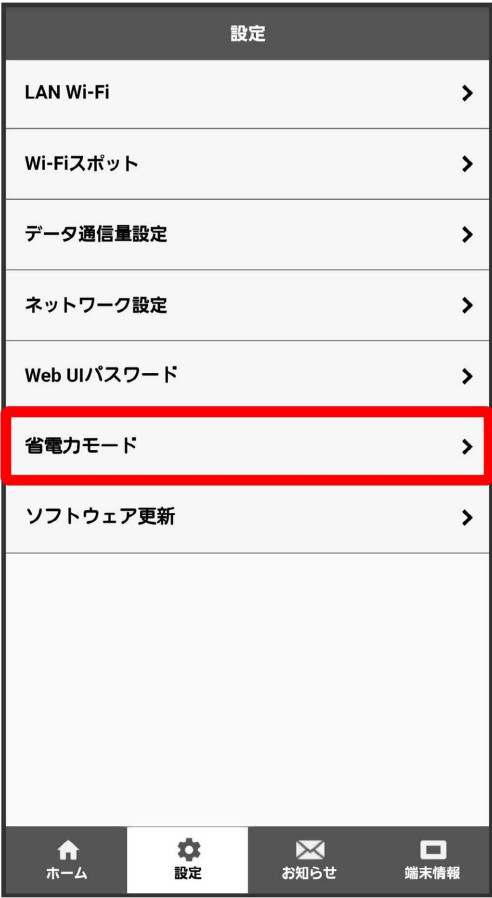 設定
LAN Wi-Fi
Wi-Fiスポット
データ通信量設定
ネットワーク設定
Web UIパスワード
省電力モード
ソフトウェア更新
ホーム 設定 お知らせ 端末情報